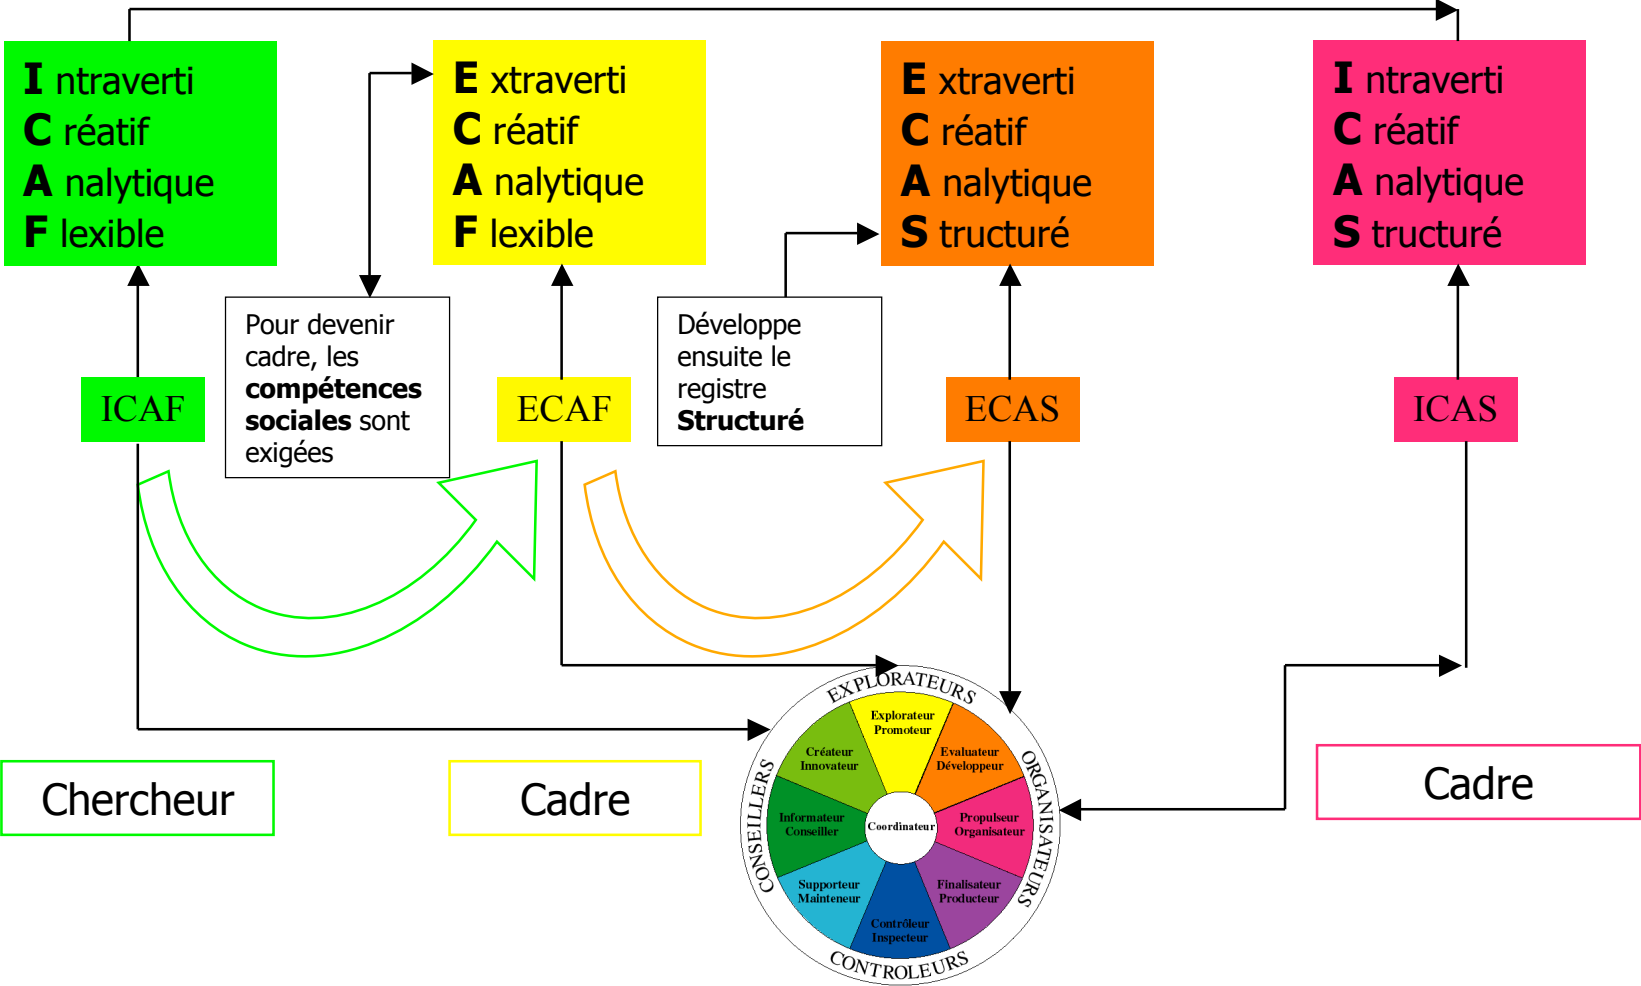 I ntraverti
C réatif
A nalytique
F lexible
E xtraverti
C réatif
A nalytique
F lexible
E xtraverti
C réatif
A nalytique
S tructuré
I ntraverti
C réatif
A nalytique
S tructuré
Pour devenir
cadre, les
compétences
sociales sont
exigées
Développe
ensuite le
registre
Structuré
ICAF
ECAF
ECAS
ICAS
Chercheur
Cadre
Cadre
EXPLORATEURS
ORGANISATEURS
CONTROLEURS
CONSEILLERS
Explorateur
Promoteur
Evaluateur
Développeur
Propulseur
Organisateur
Finalisateur
Producteur
Contrôleur
Inspecteur
Supporteur
Mainteneur
Informateur
Conseiller
Créateur
Innovateur
Coordinateur